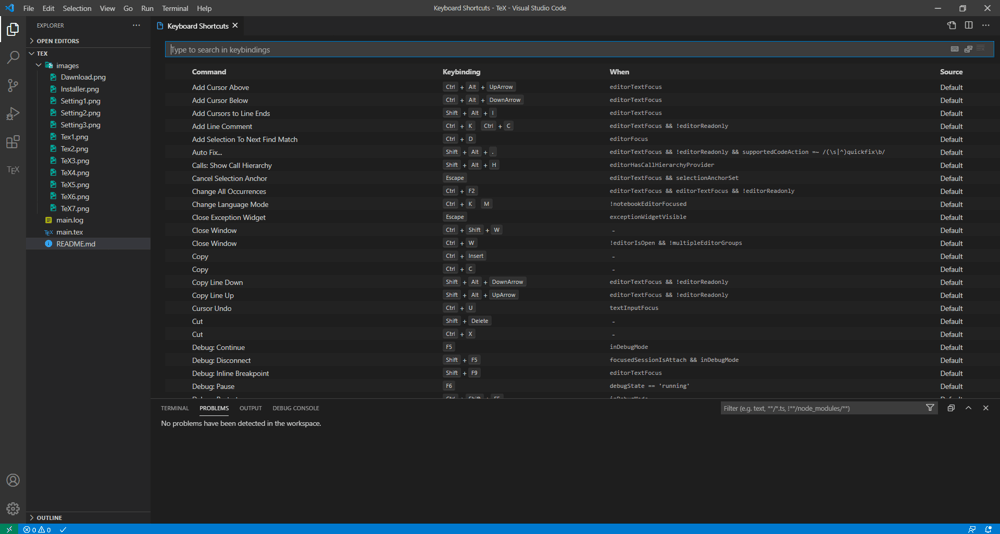 File Edit Selection View Go Run Terminal Help
Keyboard Shortcuts - TeX - Visual Studio Code
EXPLORER
Keyboard Shortcuts
OPEN EDITORS
TEX
images
Dawnload.png
Installer.png
Setting1.png
Setting2.png
Setting3.png
Tex1.png
Tex2.png
TeX3.png
TeX4.png
TeX5.png
TeX6.png
TeX7.png
main.log
main.tex
README.md
OUTLINE
TEX
Type to search in keybindings
Command Keybinding When Source
Add Cursor Above Ctrl + Alt + UpArrow editorTextFocus Default
Add Cursor Below Ctrl + Alt + DownArrow editorTextFocus Default
Add Cursors to Line Ends Shift + Alt + I editorTextFocus Default
Add Line Comment Ctrl + K Ctrl + C editorTextFocus && !editorReadonly Default
Add Selection To Next Find Match Ctrl + D editorFocus Default
Auto Fix... Shift + Alt + . editorTextFocus && !editorReadonly && supportedCodeAction =~ /(\s|^)quickfix\b/ Default
Calls: Show Call Hierarchy Shift + Alt + H editorHasCallHierarchyProvider Default
Cancel Selection Anchor Escape editorTextFocus && selectionAnchorSet Default
Change All Occurrences Ctrl + F2 editorTextFocus && editorTextFocus && !editorReadonly Default
Change Language Mode Ctrl + K M !notebookEditorFocused Default
Close Exception Widget Escape exceptionWidgetVisible Default
Close Window Ctrl + Shift + W – Default
Close Window Ctrl + W !editorIsOpen && !multipleEditorGroups Default
Copy Ctrl + Insert – Default
Copy Ctrl + C – Default
Copy Line Down Shift + Alt + DownArrow editorTextFocus && !editorReadonly Default
Copy Line Up Shift + Alt + UpArrow editorTextFocus && !editorReadonly Default
Cursor Undo Ctrl + U textInputFocus Default
Cut Shift + Delete – Default
Cut Ctrl + X – Default
Debug: Continue F5 inDebugMode Default
Debug: Disconnect Shift + F5 focusedSessionIsAttach && inDebugMode Default
Debug: Inline Breakpoint Shift + F9 editorTextFocus Default
Debug: Pause F6 debugState == 'running' Default
TERMINAL PROBLEMS OUTPUT DEBUG CONSOLE
Filter (e.g. text, **/*.ts, !**/node_modules/**)
No problems have been detected in the workspace.
0 0